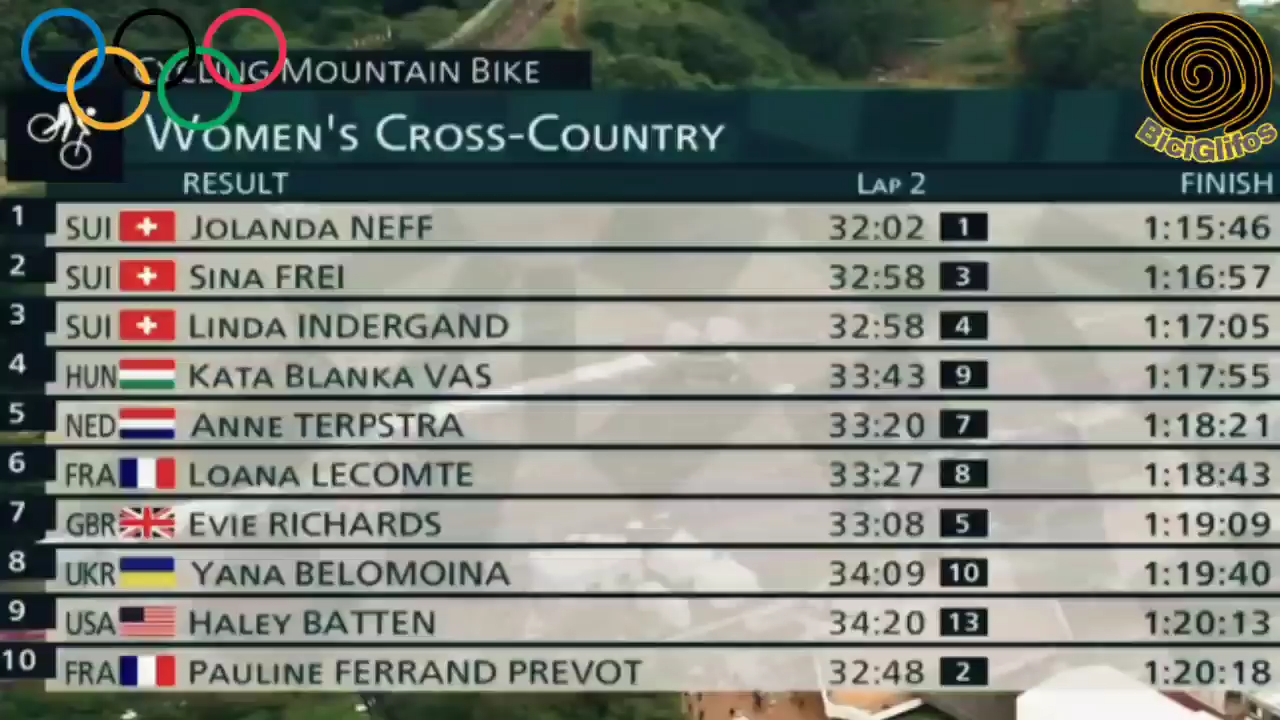 CYCLING MOUNTAIN BIKE
WOMEN'S CROSS-COUNTRY
BiciGlifos
RESULT LAP 2 FINISH
1 SUI JOLANDA NEFF 32:02 1 1:15:46
2 SUI SINA FREI 32:58 3 1:16:57
3 SUI LINDA INDERGAND 32:58 4 1:17:05
4 HUN KATA BLANKA VAS 33:43 9 1:17:55
5 NED ANNE TERPSTRA 33:20 7 1:18:21
6 FRA LOANA LECOMTE 33:27 8 1:18:43
7 GBR EVIE RICHARDS 33:08 5 1:19:09
8 UKR YANA BELOMOINA 34:09 10 1:19:40
9 USA HALEY BATTEN 34:20 13 1:20:13
10 FRA PAULINE FERRAND PREVOT 32:48 2 1:20:18